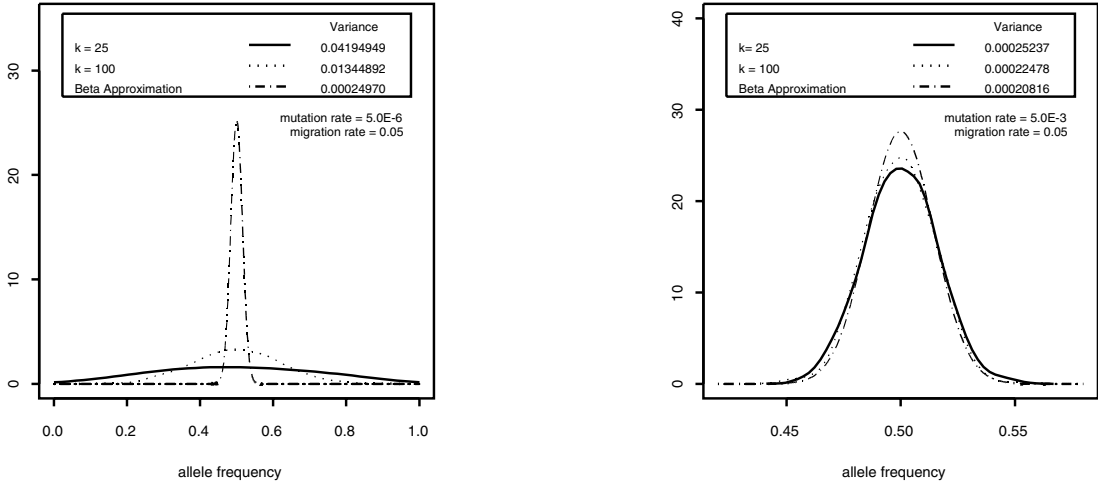 Variance
k = 25 0.04194949
k = 100 0.01344892
Beta Approximation 0.00024970
mutation rate = 5.0E-6
migration rate = 0.05
30
20
10
0
0.0 0.2 0.4 0.6 0.8 1.0
allele frequency
Variance
k= 25 0.00025237
k = 100 0.00022478
Beta Approximation 0.00020816
mutation rate = 5.0E-3
migration rate = 0.05
40
30
20
10
0
0.45 0.50 0.55
allele frequency